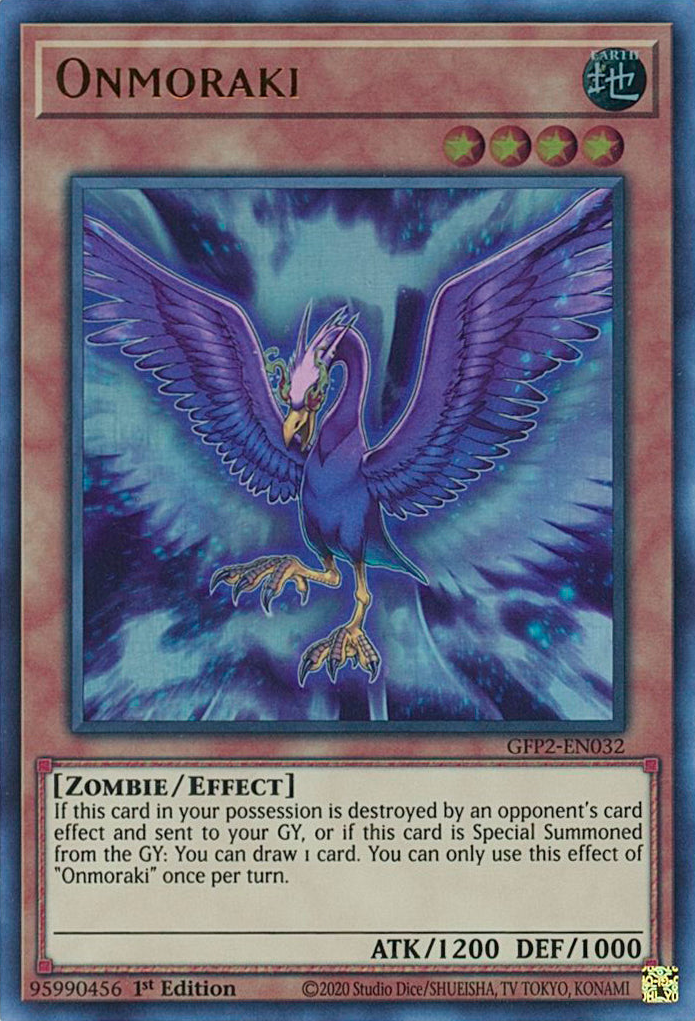 ONMORAKI
EARTH
地
GFP2-EN032
[ZOMBIE/EFFECT]
If this card in your possession is destroyed by an opponent's card
effect and sent to your GY, or if this card is Special Summoned
from the GY: You can draw 1 card. You can only use this effect of
"Onmoraki" once per turn.
ATK/1200 DEF/1000
95990456 1st Edition ©2020 Studio Dice/SHUEISHA, TV TOKYO, KONAMI